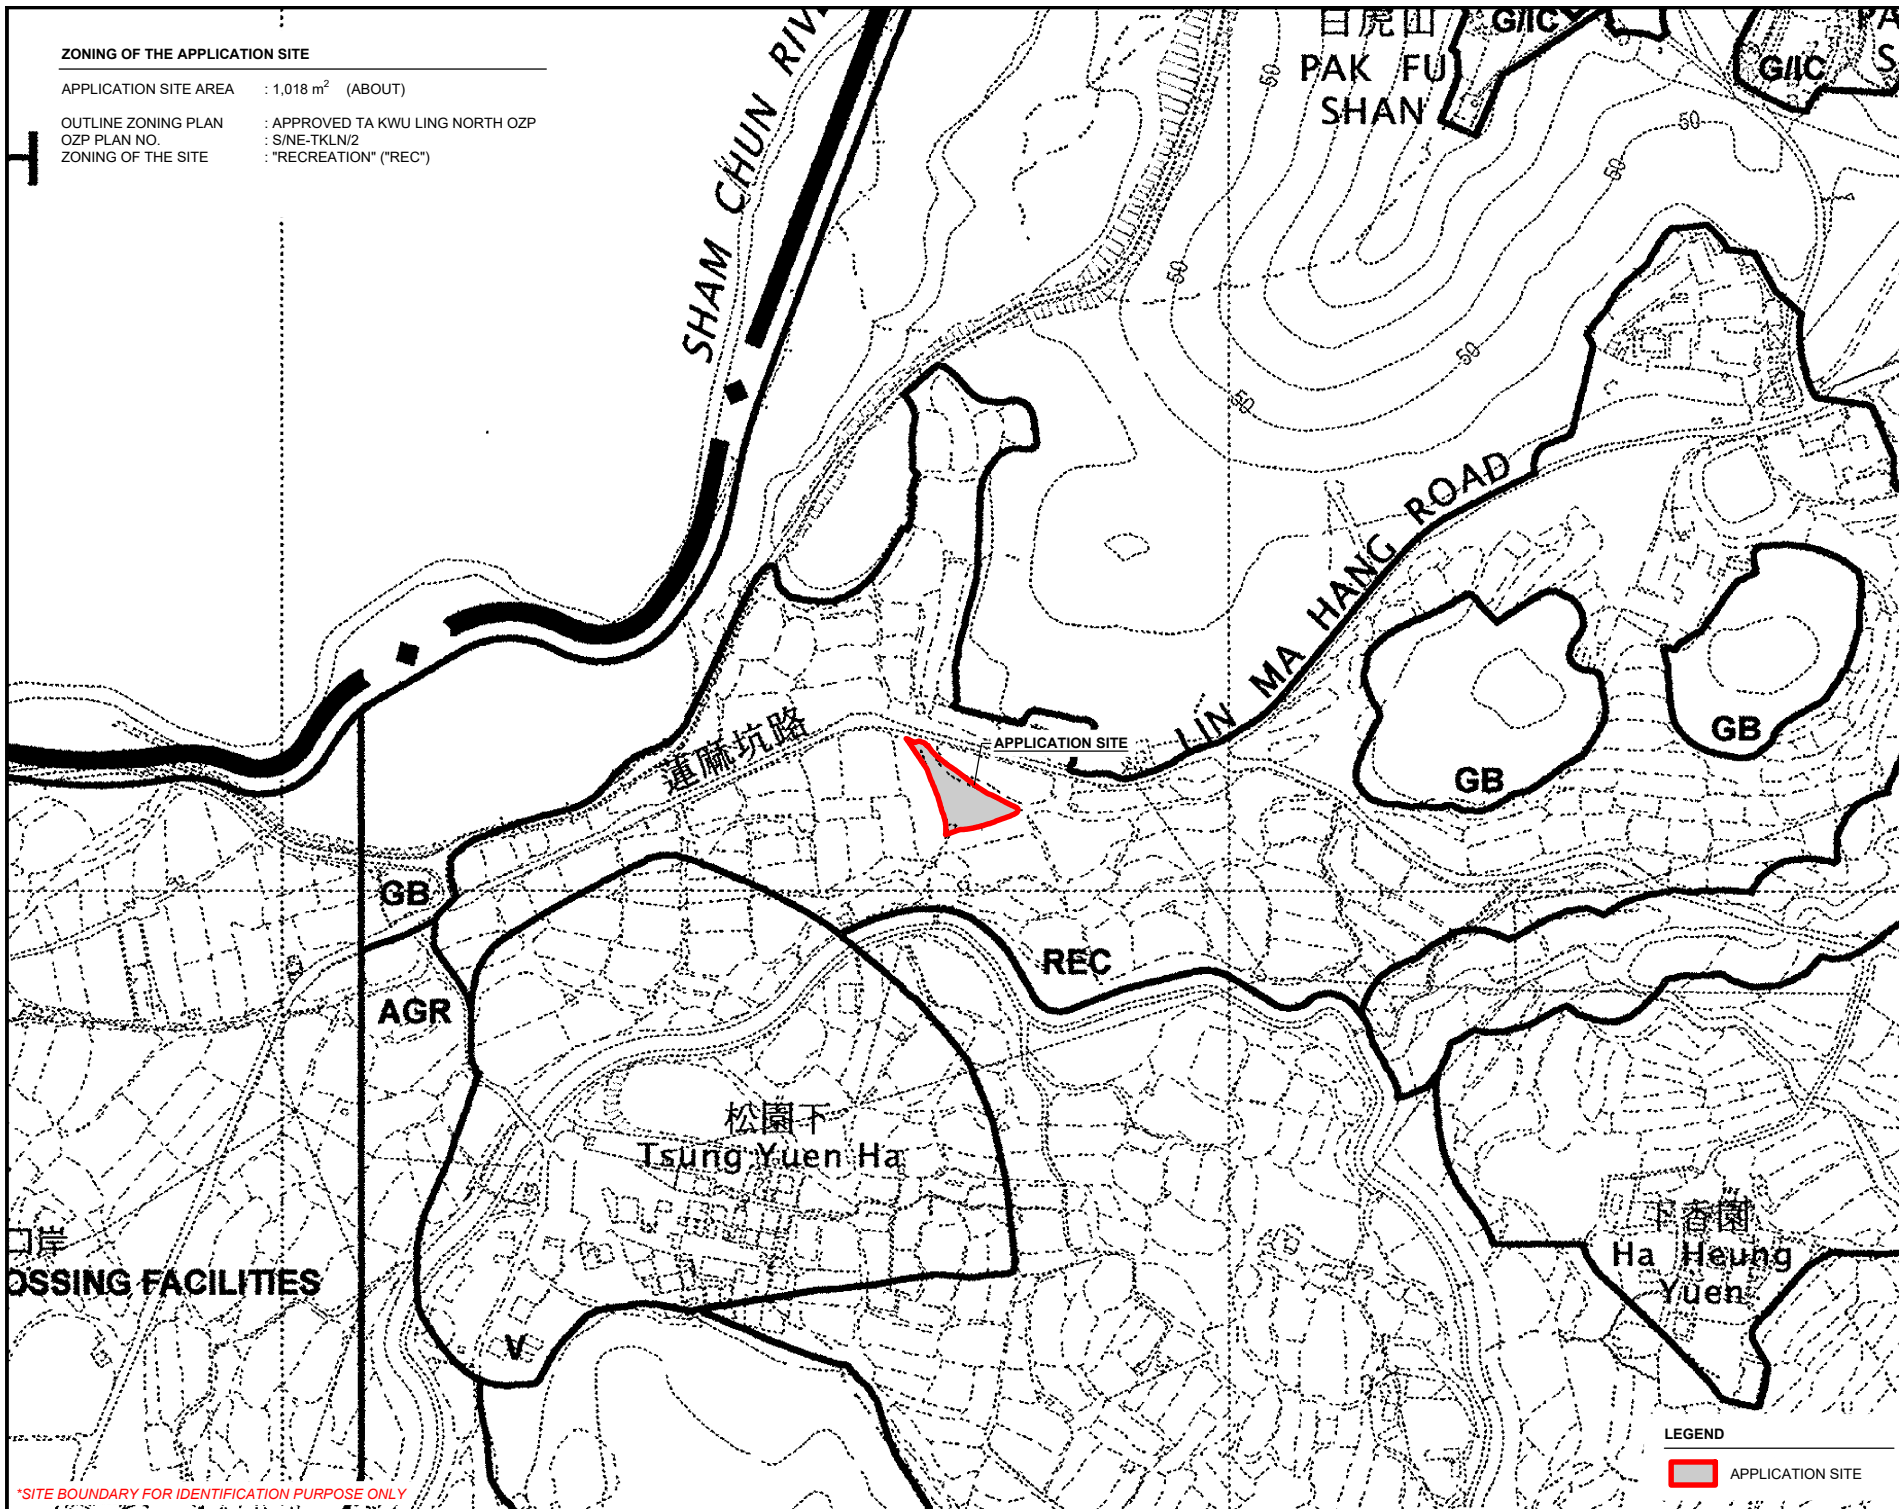 ZONING OF THE APPLICATION SITE
APPLICATION SITE AREA : 1,018 m² (ABOUT)
OUTLINE ZONING PLAN : APPROVED TA KWU LING NORTH OZP
OZP PLAN NO. : S/NE-TKLN/2
ZONING OF THE SITE : "RECREATION" ("REC")
SHAM CHUN RIVE
白虎山
PAK FU
SHAN
G/IC
G/IC
PA
S
50
50
50
50
50
50
LIN MA HANG ROAD
蓮麻坑路
APPLICATION SITE
GB
GB
GB
REC
AGR
松園下
Tsung Yuen Ha
下香園
Ha Heung
Yuen
口岸
OSSING FACILITIES
V
LEGEND
APPLICATION SITE
*SITE BOUNDARY FOR IDENTIFICATION PURPOSE ONLY